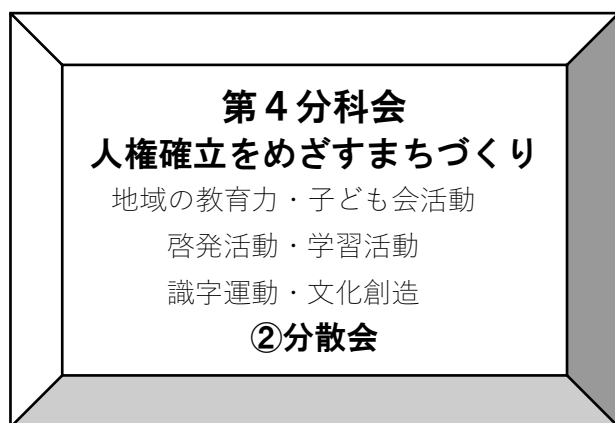 第４分科会
人権確立をめざすまちづくり
地域の教育力・子ども会活動
啓発活動・学習活動
識字運動・文化創造
②分散会